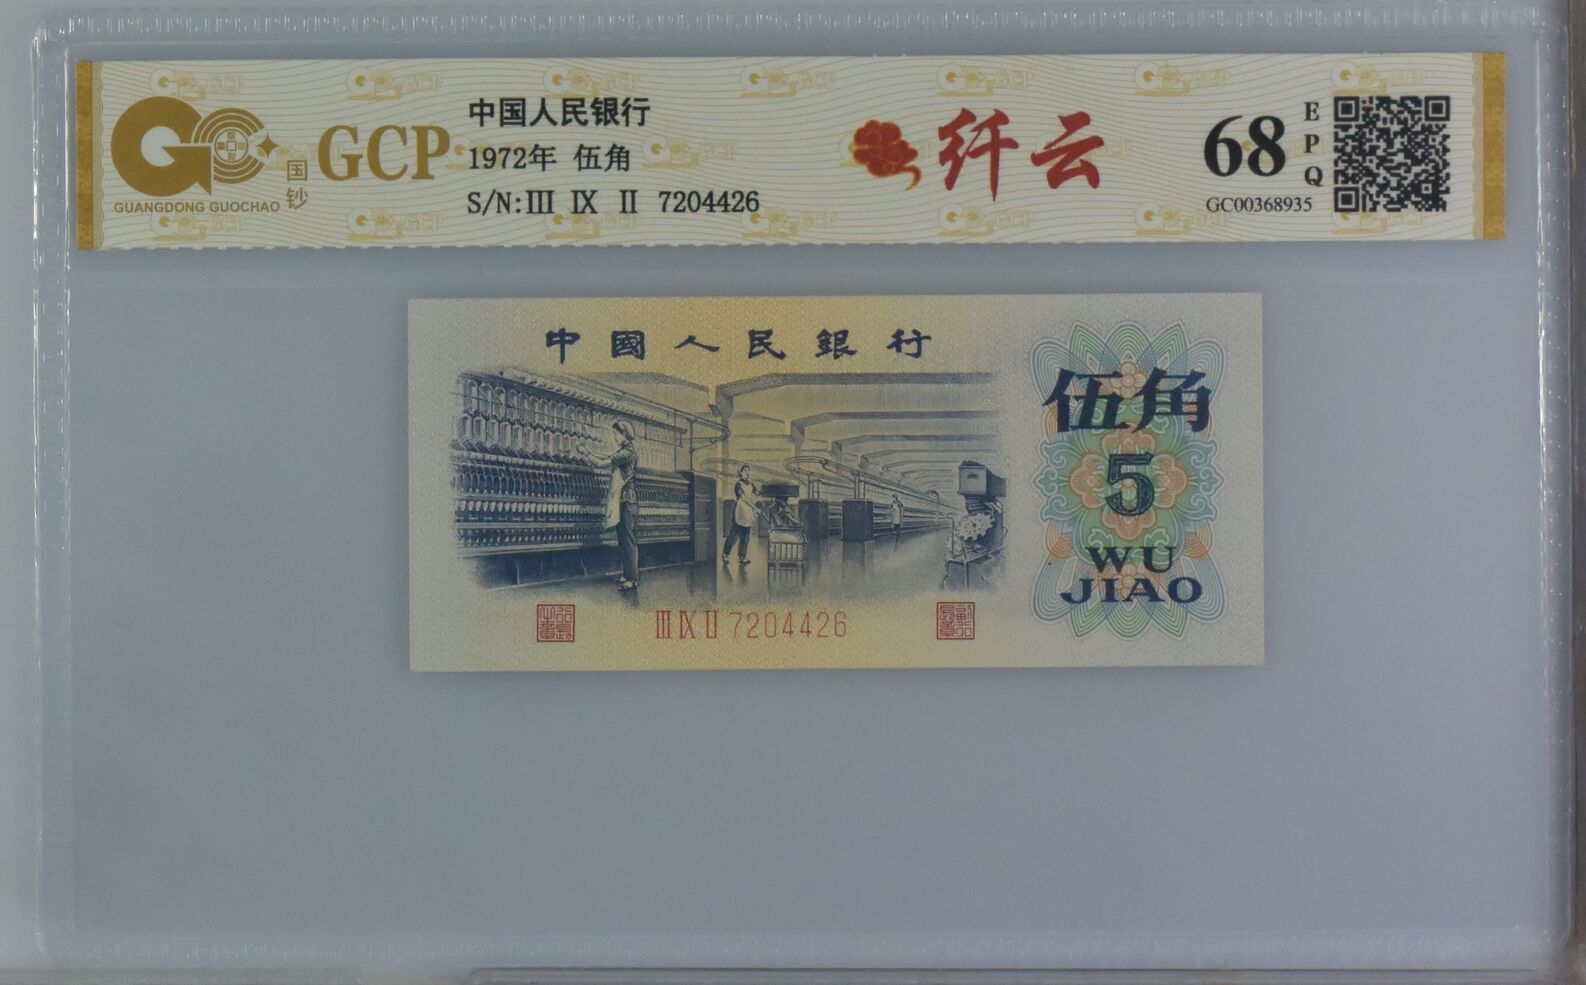 GUANGDONG GUOCHAO
国钞
GCP
中国人民银行
1972年 伍角
S/N:Ⅲ Ⅸ Ⅱ 7204426
纤云
68
EPQ
GC00368935
中國人民銀行
伍角
5
WU
JIAO
Ⅲ Ⅸ Ⅱ 7204426